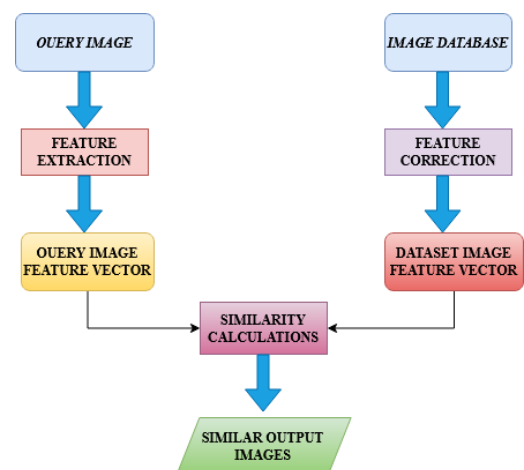 OUERY IMAGE
IMAGE DATABASE
FEATURE
EXTRACTION
FEATURE
CORRECTION
OUERY IMAGE
FEATURE VECTOR
DATASET IMAGE
FEATURE VECTOR
SIMILARITY
CALCULATIONS
SIMILAR OUTPUT
IMAGES